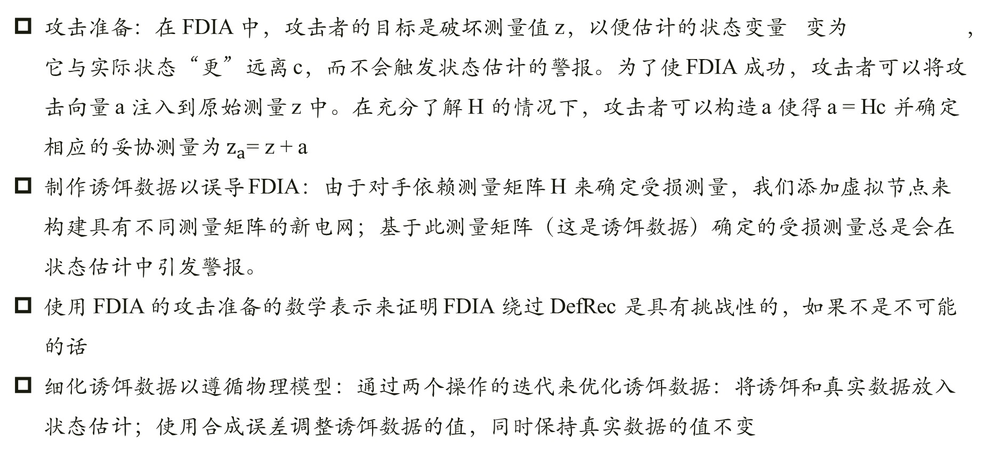 攻击准备：在 FDIA 中，攻击者的目标是破坏测量值 z，以便估计的状态变量 变为 ，
它与实际状态“更”远离 c，而不会触发状态估计的警报。为了使 FDIA 成功，攻击者可以将攻
击向量 a 注入到原始测量 z 中。在充分了解 H 的情况下，攻击者可以构造 a 使得 a = Hc 并确定
相应的妥协测量为 zₐ= z + a
制作诱饵数据以误导 FDIA：由于对手依赖测量矩阵 H 来确定受损测量，我们添加虚拟节点来
构建具有不同测量矩阵的新电网；基于此测量矩阵（这是诱饵数据）确定的受损测量总是会在
状态估计中引发警报。
使用 FDIA 的攻击准备的数学表示来证明 FDIA 绕过 DefRec 是具有挑战性的，如果不是不可能
的话
细化诱饵数据以遵循物理模型：通过两个操作的迭代来优化诱饵数据：将诱饵和真实数据放入
状态估计；使用合成误差调整诱饵数据的值，同时保持真实数据的值不变